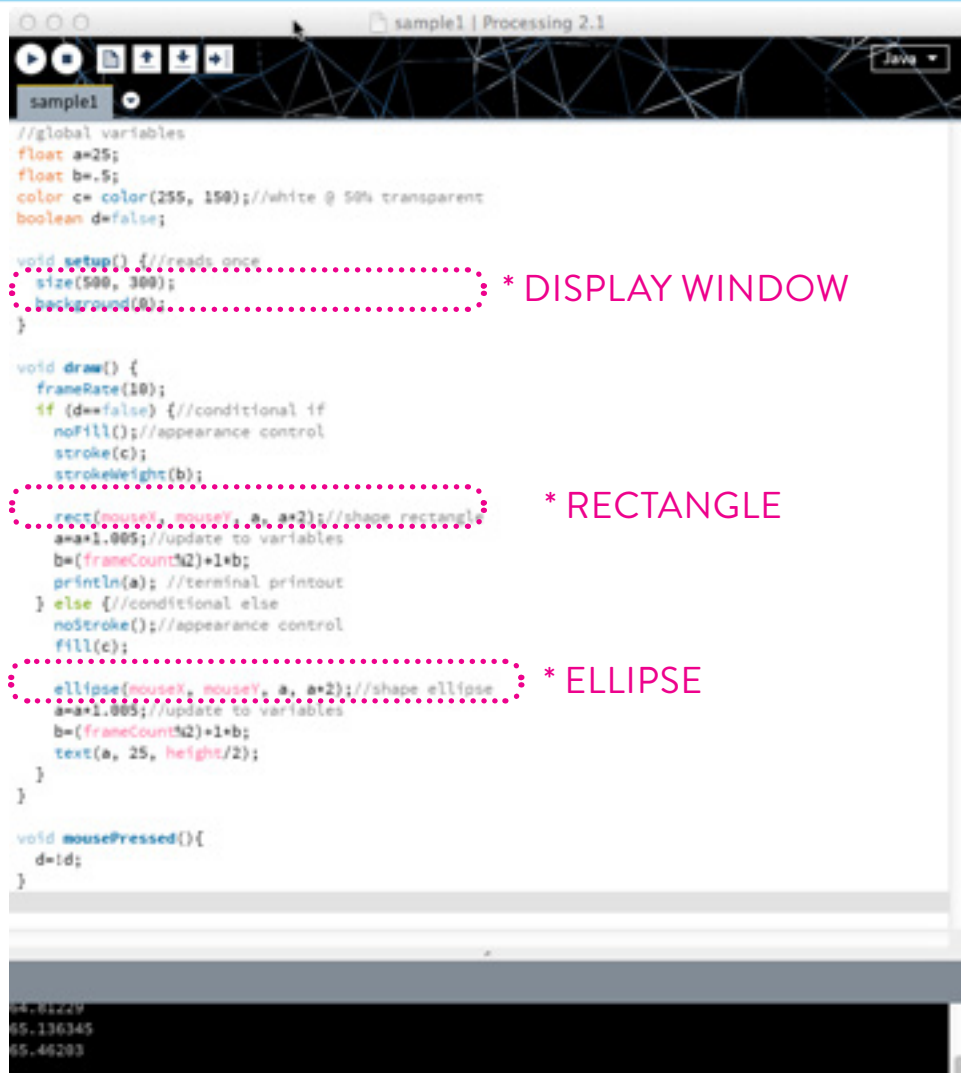 sample1 | Processing 2.1
Java
sample1
//global variables
float a=25;
float b=.5;
color c= color(255, 150);//white @ 50% transparent
boolean d=false;
void setup() {//reads once
size(500, 300);
* DISPLAY WINDOW
background(0);
}
void draw() {
frameRate(10);
if (d==false) {//conditional if
noFill();//appearance control
stroke(c);
strokeWeight(b);
* RECTANGLE
rect(mouseX, mouseY, a, a*2);//shape rectangle
a=a*1.005;//update to variables
b=(frameCount%2)+1*b;
println(a); //terminal printout
} else {//conditional else
noStroke();//appearance control
fill(c);
* ELLIPSE
ellipse(mouseX, mouseY, a, a*2);//shape ellipse
a=a*1.005;//update to variables
b=(frameCount%2)+1*b;
text(a, 25, height/2);
}
}
void mousePressed(){
d=!d;
}
64.81229
65.136345
65.46203